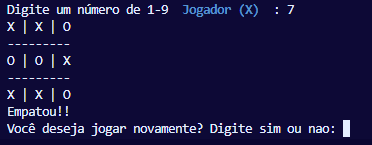 Digite um número de 1-9  Jogador (X)  : 7
X | X | O
---------
O | O | X
---------
X | X | O
Empatou!!
Você deseja jogar novamente? Digite sim ou nao: